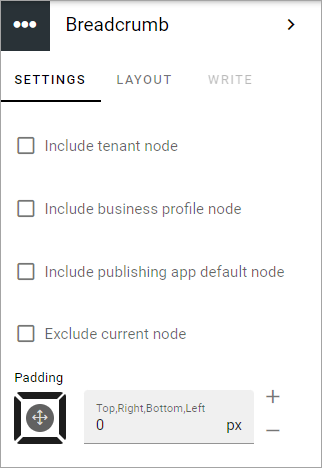 Breadcrumb
SETTINGS LAYOUT WRITE
Include tenant node
Include business profile node
Include publishing app default node
Exclude current node
Padding
Top,Right,Bottom,Left
0 px